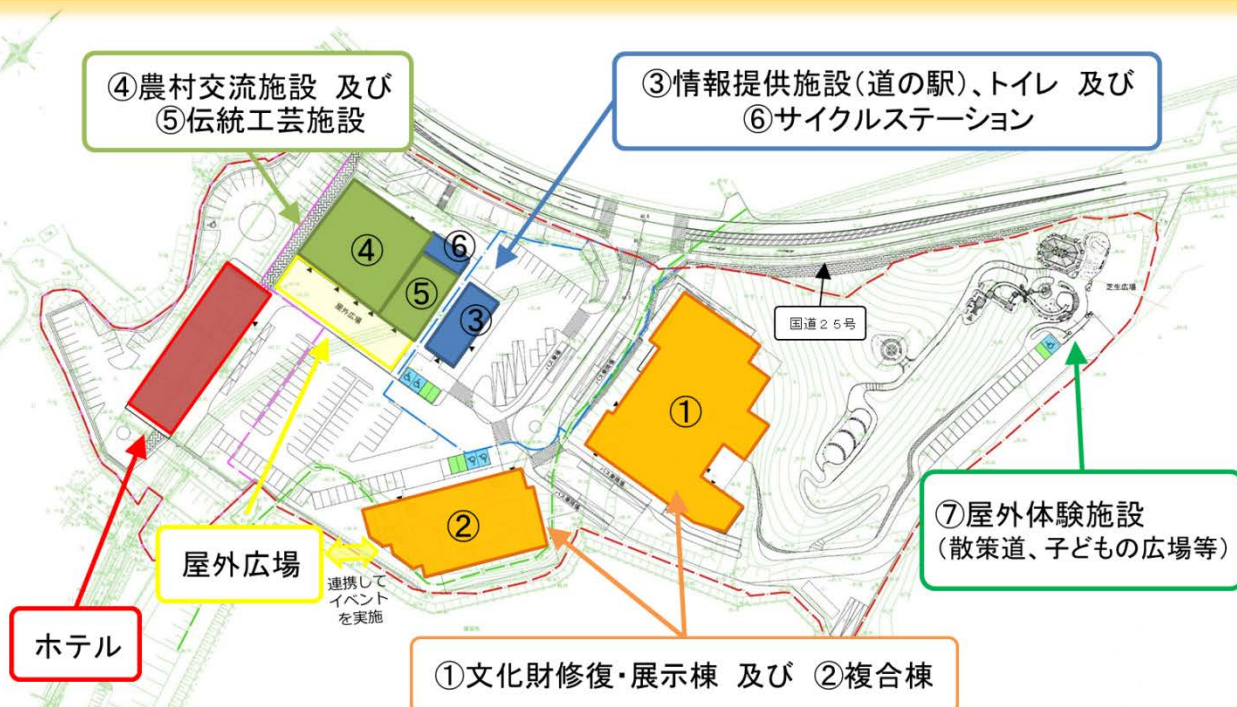 ④農村交流施設 及び
⑤伝統工芸施設
③情報提供施設(道の駅)、トイレ 及び
⑥サイクルステーション
④
⑥
⑤
③
屋外広場
国道25号
芝生広場
①
②
⑦屋外体験施設
(散策道、子どもの広場等)
屋外広場
連携して
イベント
を実施
ホテル
①文化財修復・展示棟 及び ②複合棟